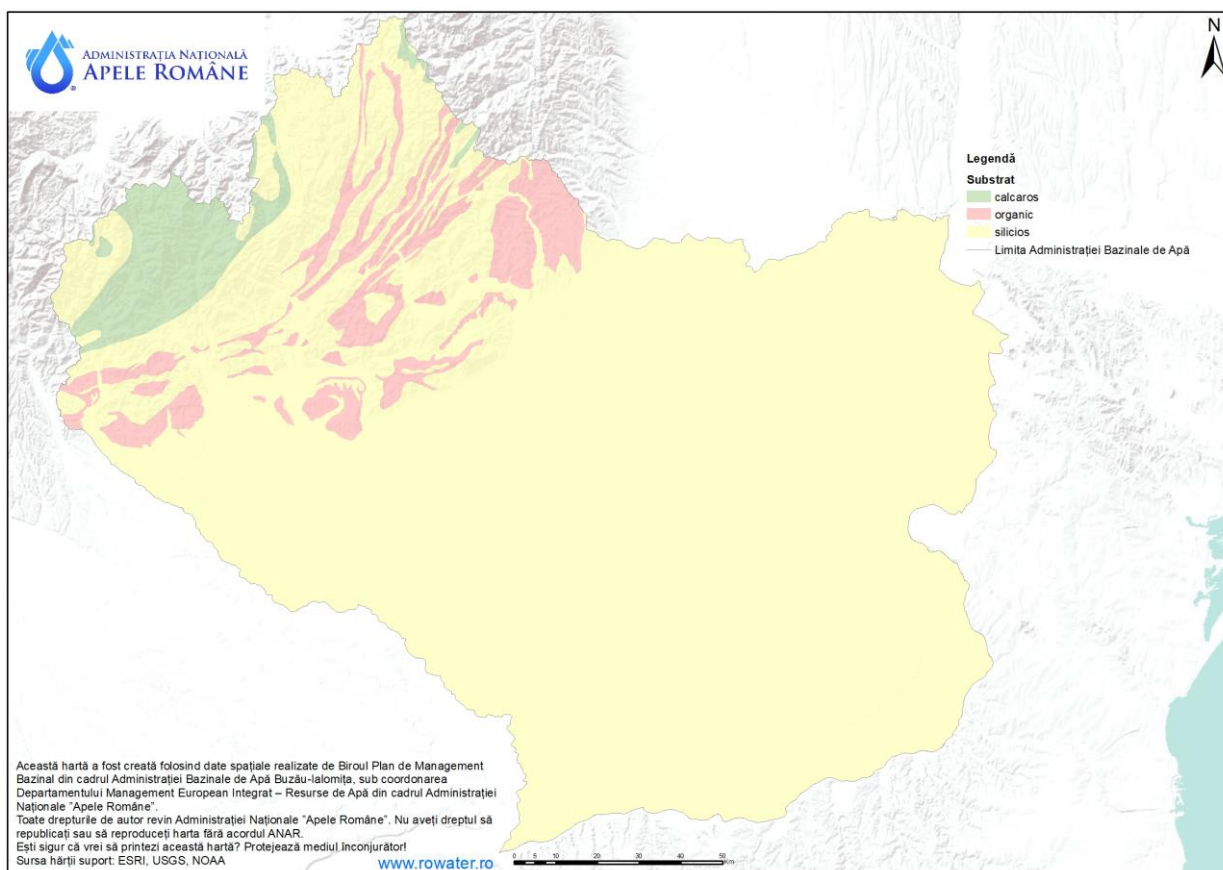 ADMINISTRAȚIA NAȚIONALĂ
APELE ROMÂNE
N
Legendă
Substrat
calcaros
organic
silicios
Limita Administrației Bazinale de Apă
Această hartă a fost creată folosind date spațiale realizate de Biroul Plan de Management
Bazinal din cadrul Administrației Bazinale de Apă Buzău-Ialomița, sub coordonarea
Departamentului Management European Integrat – Resurse de Apă din cadrul Administrației
Naționale "Apele Române".
Toate drepturile de autor revin Administrației Naționale "Apele Române". Nu aveți dreptul să
republicați sau să reproduceți harta fără acordul ANAR.
Ești sigur că vrei să printezi această hartă? Protejează mediul înconjurător!
Sursa hărții suport: ESRI, USGS, NOAA
www.rowater.ro
0 5 10 20 30 40 50
Km